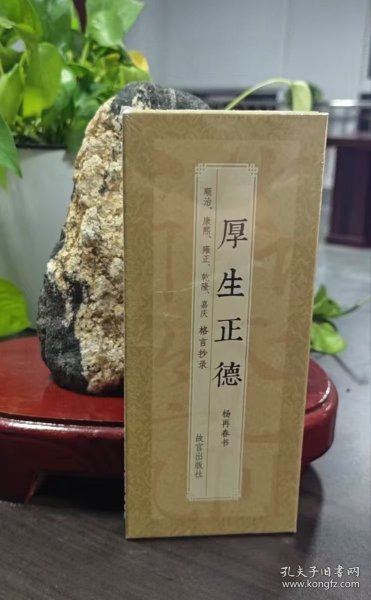 厚生正德
顺治、康熙、雍正、乾隆、嘉庆 格言抄录
杨再春书
故宫出版社
孔夫子旧书网
www.kongfz.com